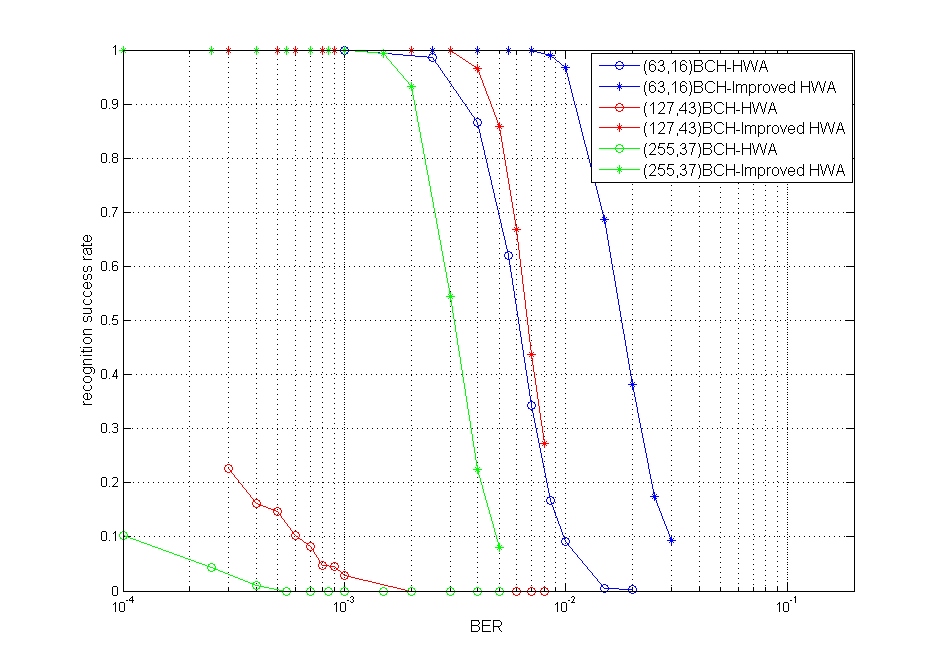 (63,16)BCH-HWA
(63,16)BCH-Improved HWA
(127,43)BCH-HWA
(127,43)BCH-Improved HWA
(255,37)BCH-HWA
(255,37)BCH-Improved HWA
recognition success rate
1
0.9
0.8
0.7
0.6
0.5
0.4
0.3
0.2
0.1
0
10^-4
10^-3
10^-2
10^-1
BER